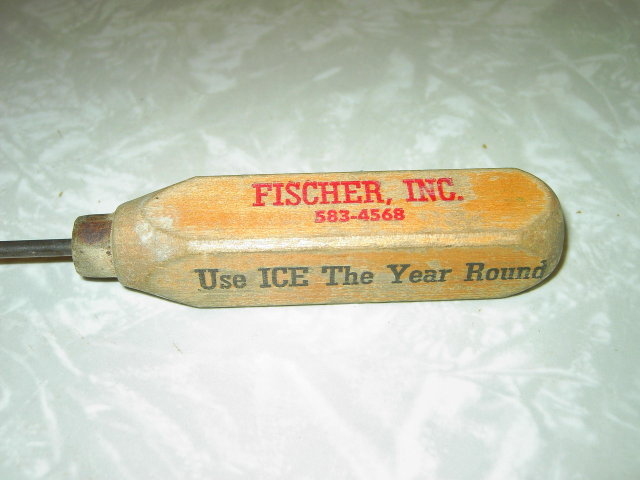 FISCHER, INC.
583-4568
Use ICE The Year Round